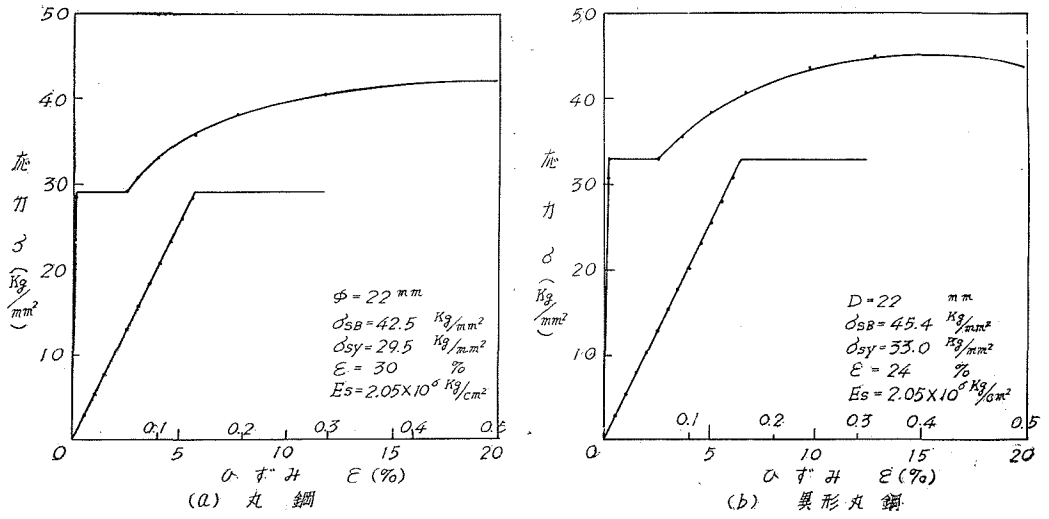 50
40
30
20
10
0
応力 σ (Kg/mm²)
φ=22 mm
σSB=42.5 Kg/mm²
σSY=29.5 Kg/mm²
ε=30 %
Es=2.05×10⁶ Kg/cm²
0.1 0.2 0.3 0.4 0.5
5 10 15 20
ひずみ ε(%)
(a) 丸鋼
50
40
30
20
10
0
応力 σ (Kg/mm²)
D=22 mm
σSB=45.4 Kg/mm²
σSY=33.0 Kg/mm²
ε=24 %
Es=2.05×10⁶ Kg/cm²
0.1 0.2 0.3 0.4 0.5
5 10 15 20
ひずみ ε(%)
(b) 異形丸鋼